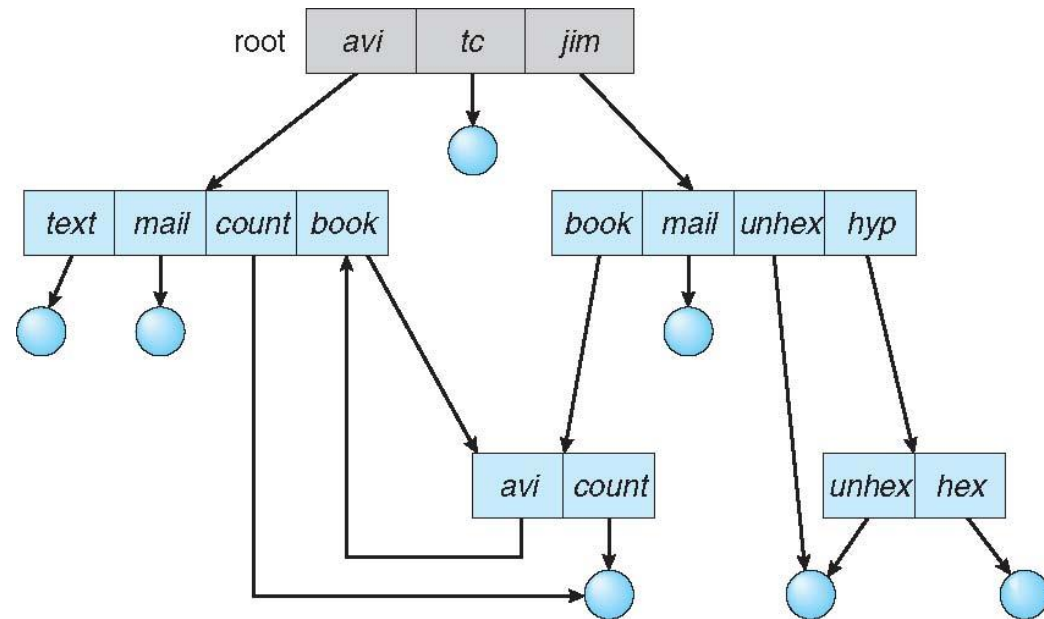 root avi tc jim
text mail count book book mail unhex hyp
avi count unhex hex